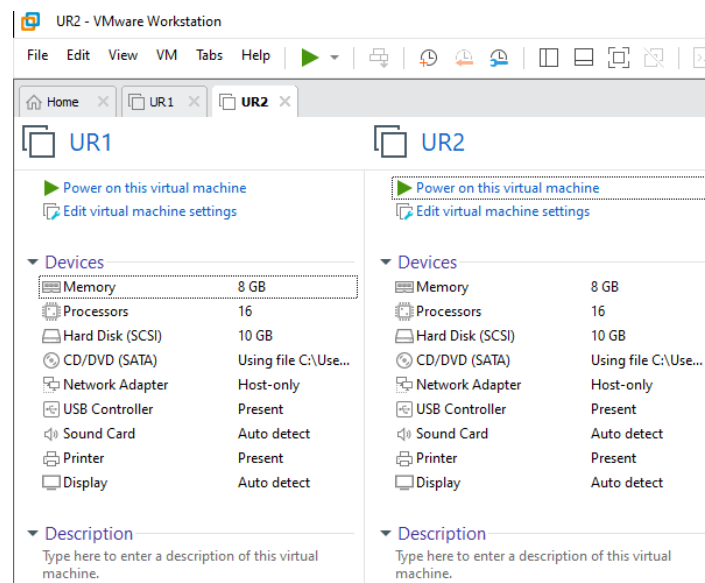 UR2 - VMware Workstation
File Edit View VM Tabs Help
Home UR1 UR2
UR1
Power on this virtual machine
Edit virtual machine settings
Devices
Memory 8 GB
Processors 16
Hard Disk (SCSI) 10 GB
CD/DVD (SATA) Using file C:\Use...
Network Adapter Host-only
USB Controller Present
Sound Card Auto detect
Printer Present
Display Auto detect
Description
Type here to enter a description of this virtual
machine.
UR2
Power on this virtual machine
Edit virtual machine settings
Devices
Memory 8 GB
Processors 16
Hard Disk (SCSI) 10 GB
CD/DVD (SATA) Using file C:\Use...
Network Adapter Host-only
USB Controller Present
Sound Card Auto detect
Printer Present
Display Auto detect
Description
Type here to enter a description of this virtual
machine.